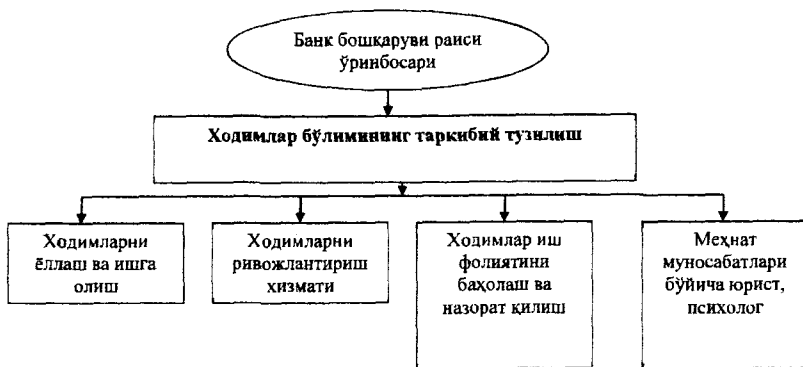 Банк бошқаруви раиси
ўринбосари
Ходимлар бўлимининг таркибий тузилиш
Ходимларни
ёллаш ва ишга
олиш
Ходимларни
ривожлантириш
хизмати
Ходимлар иш
фолиятини
баҳолаш ва
назорат қилиш
Меҳнат
муносабатлари
бўйича юрист,
психолог